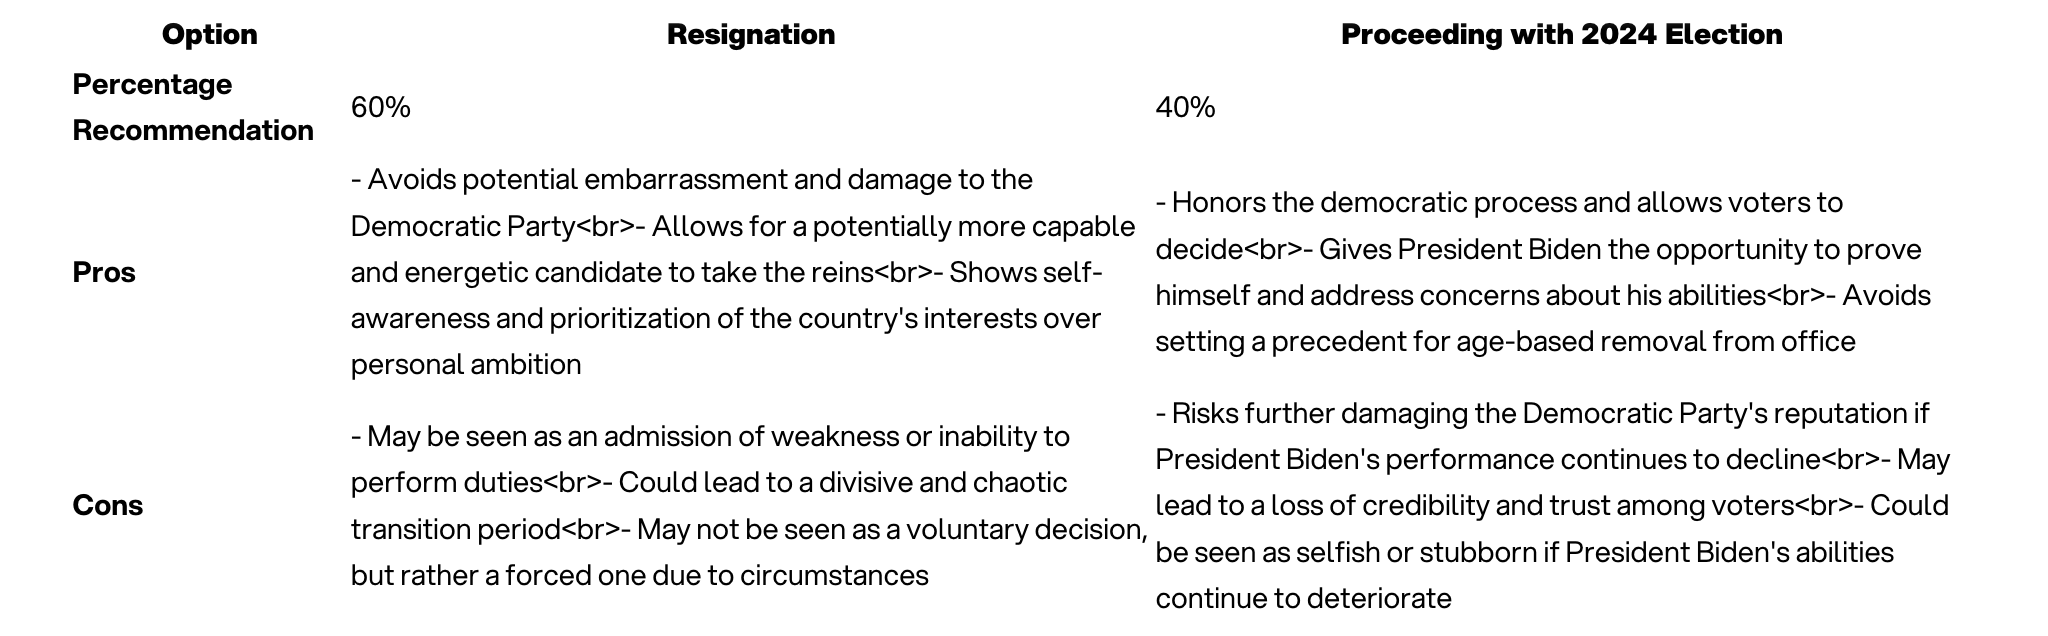 Option Resignation Proceeding with 2024 Election
Percentage
Recommendation
60%
40%
Pros
- Avoids potential embarrassment and damage to the
Democratic Party<br>- Allows for a potentially more capable
and energetic candidate to take the reins<br>- Shows self-
awareness and prioritization of the country's interests over
personal ambition
- Honors the democratic process and allows voters to
decide<br>- Gives President Biden the opportunity to prove
himself and address concerns about his abilities<br>- Avoids
setting a precedent for age-based removal from office
Cons
- May be seen as an admission of weakness or inability to
perform duties<br>- Could lead to a divisive and chaotic
transition period<br>- May not be seen as a voluntary decision,
but rather a forced one due to circumstances
- Risks further damaging the Democratic Party's reputation if
President Biden's performance continues to decline<br>- May
lead to a loss of credibility and trust among voters<br>- Could
be seen as selfish or stubborn if President Biden's abilities
continue to deteriorate